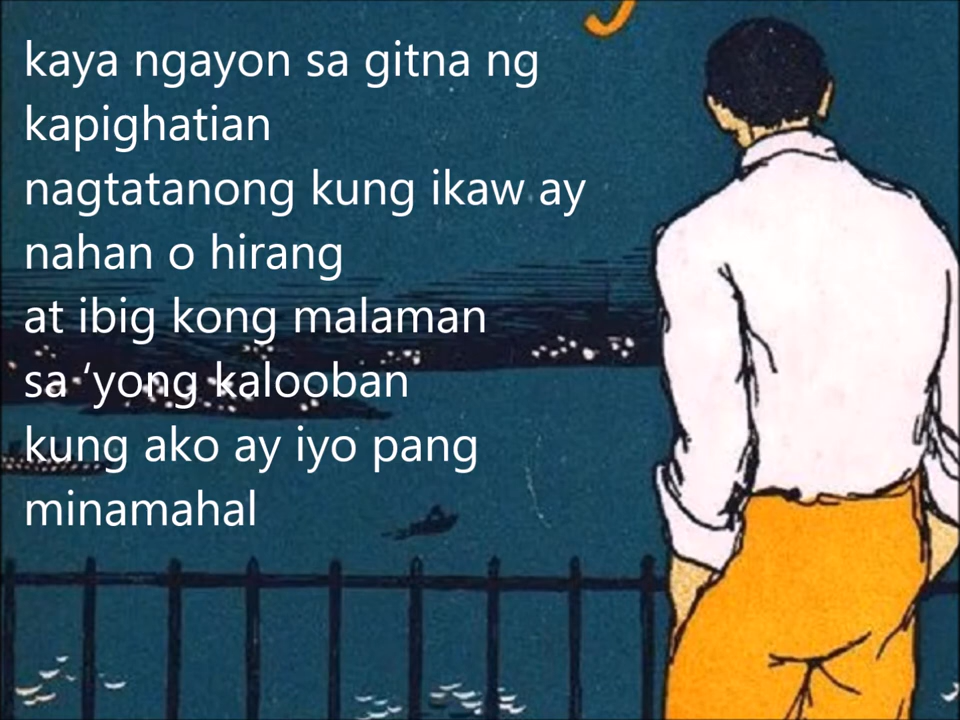 kaya ngayon sa gitna ng
kapighatian
nagtatanong kung ikaw ay
nahan o hirang
at ibig kong malaman
sa ‘yong kalooban
kung ako ay iyo pang
minamahal